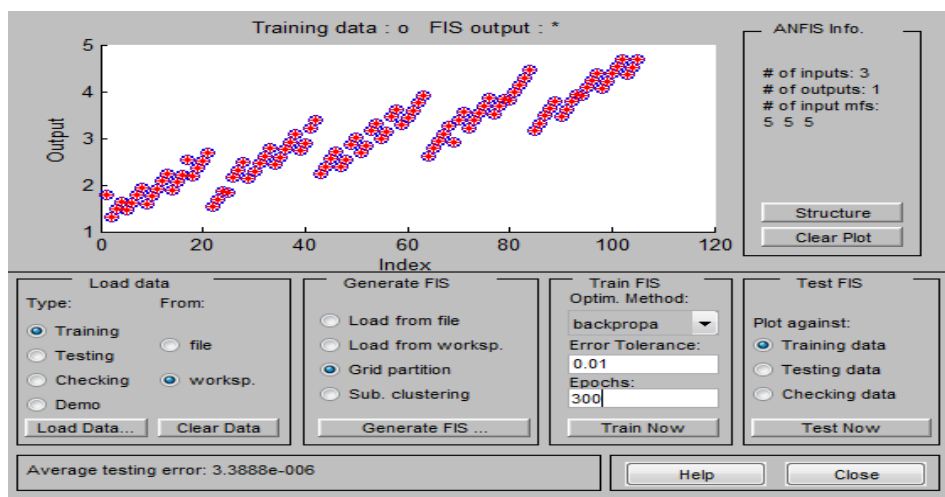 Training data : o FIS output : *
5
4
3
2
1
Output
0
20
40
60
80
100
120
Index
ANFIS Info.
# of inputs: 3
# of outputs: 1
# of input mfs:
5 5 5
Structure
Clear Plot
Load data
Type:
From:
Training
Testing
Checking
Demo
file
worksp.
Load Data...
Clear Data
Generate FIS
Load from file
Load from worksp.
Grid partition
Sub. clustering
Generate FIS ...
Train FIS
Optim. Method:
backpropa
Error Tolerance:
0.01
Epochs:
300
Train Now
Test FIS
Plot against:
Training data
Testing data
Checking data
Test Now
Average testing error: 3.3888e-006
Help
Close